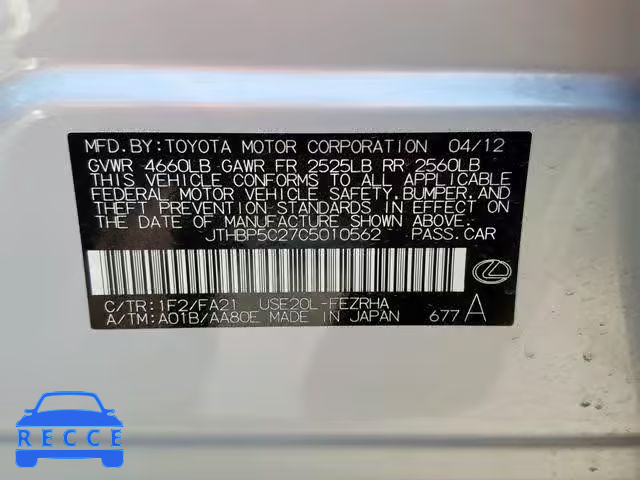 MFD.BY:TOYOTA MOTOR CORPORATION 04/12
GVWR 4660LB GAWR FR 2525LB RR 2560LB
THIS VEHICLE CONFORMS TO ALL APPLICABLE
FEDERAL MOTOR VEHICLE SAFETY,BUMPER,AND
THEFT PREVENTION STANDARDS IN EFFECT ON
THE DATE OF MANUFACTURE SHOWN ABOVE.
JTHBP5C27C5010562 PASS.CAR
C/TR:1F2/FA21 USE20L-FEZRHA
A/TM:A01B/AA80E MADE IN JAPAN 677 A
RECCE